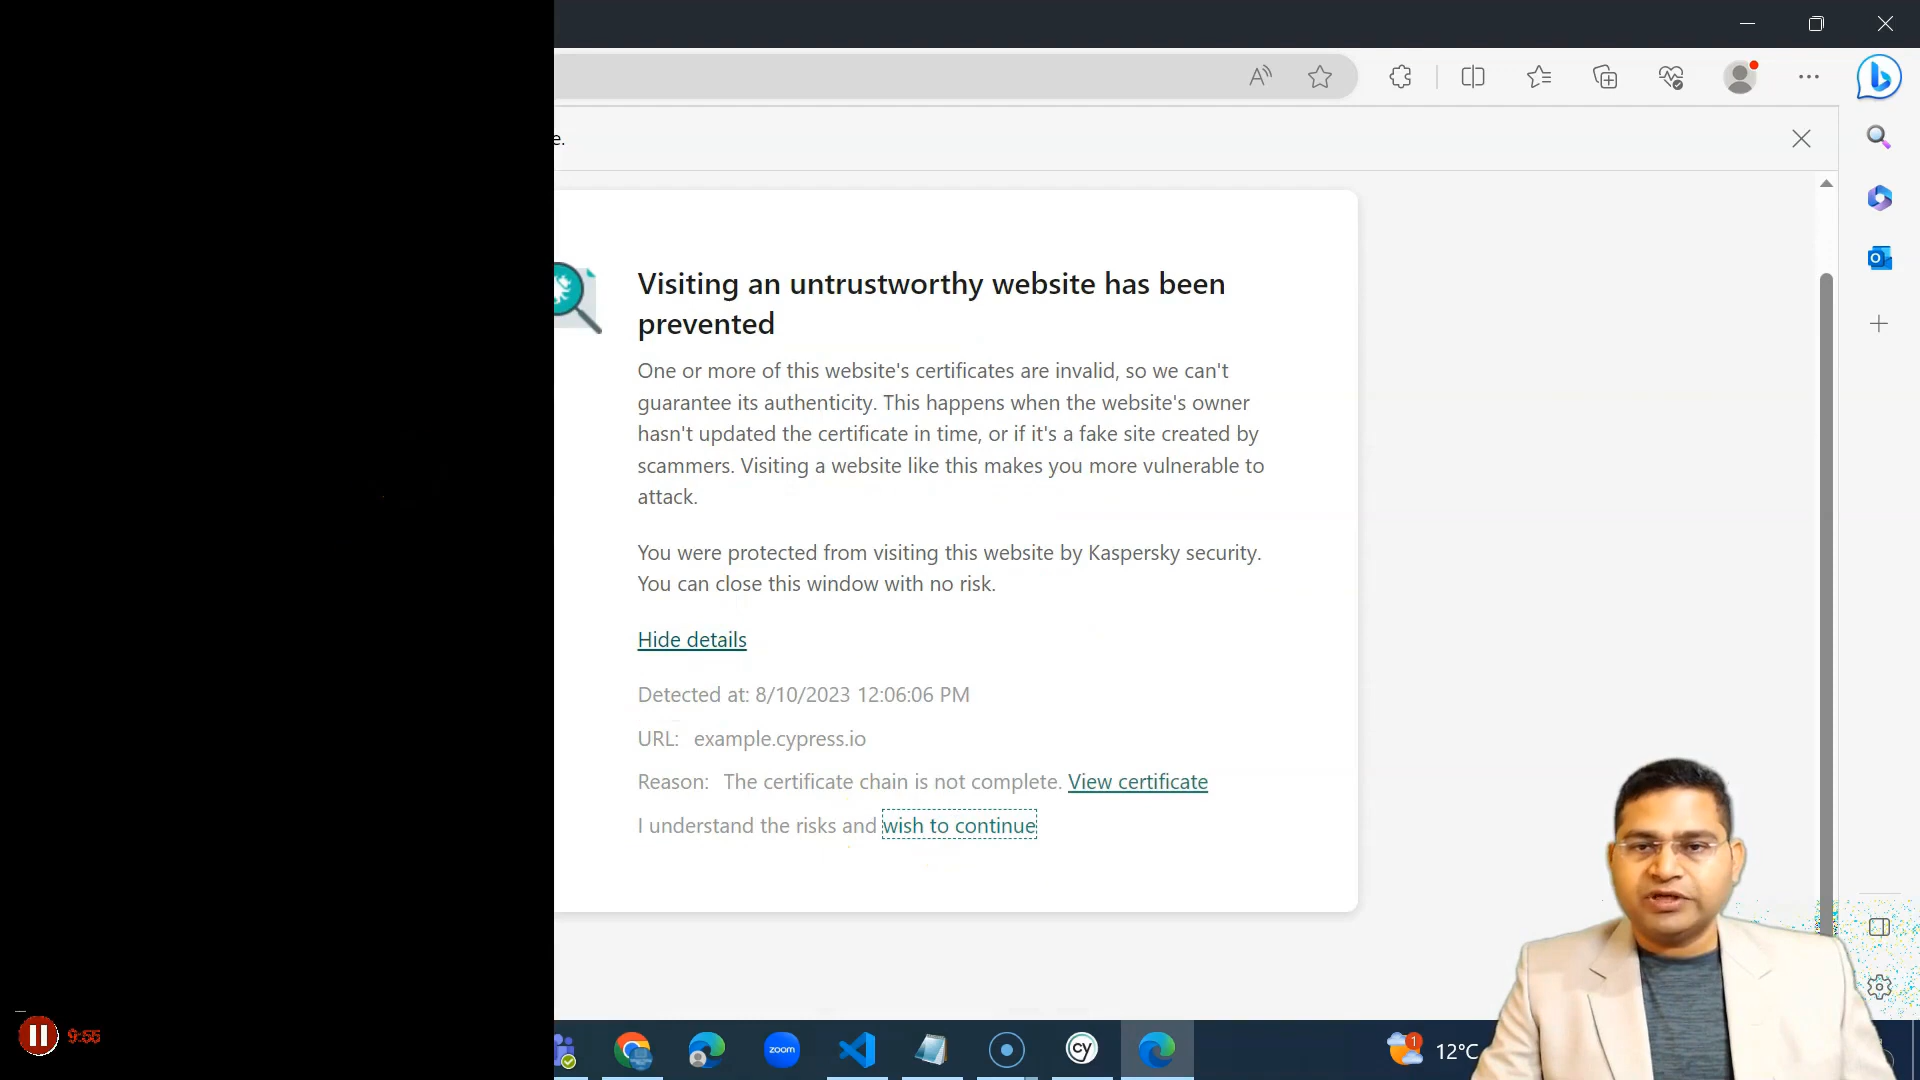 e.
Visiting an untrustworthy website has been
prevented
One or more of this website's certificates are invalid, so we can't
guarantee its authenticity. This happens when the website's owner
hasn't updated the certificate in time, or if it's a fake site created by
scammers. Visiting a website like this makes you more vulnerable to
attack.
You were protected from visiting this website by Kaspersky security.
You can close this window with no risk.
Hide details
Detected at: 8/10/2023 12:06:06 PM
URL: example.cypress.io
Reason: The certificate chain is not complete. View certificate
I understand the risks and wish to continue
9:55
zoom
cy
1
12°C